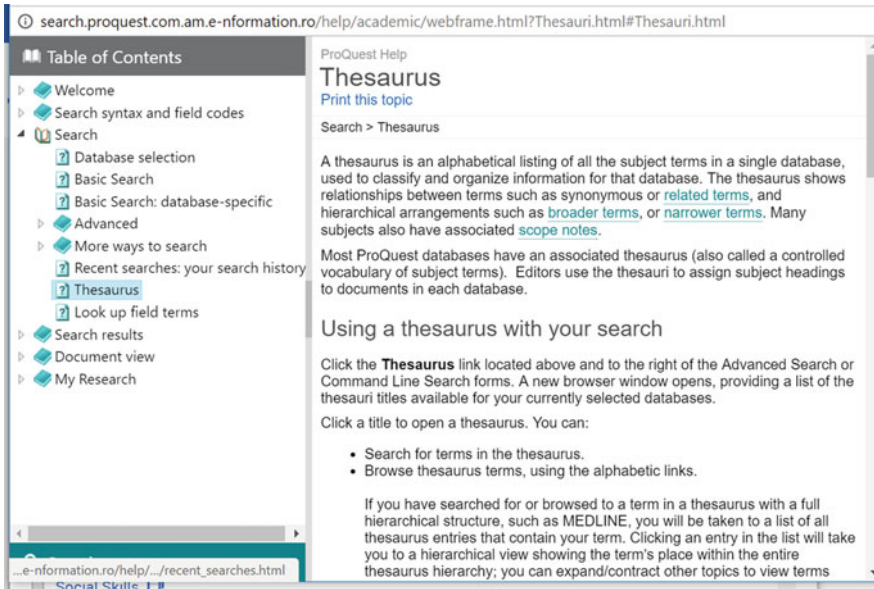 search.proquest.com.am.e-nformation.ro/help/academic/webframe.html?Thesauri.html#Thesauri.html
Table of Contents
Welcome
Search syntax and field codes
Search
Database selection
Basic Search
Basic Search: database-specific
Advanced
More ways to search
Recent searches: your search history
Thesaurus
Look up field terms
Search results
Document view
My Research
...e-nformation.ro/help/.../recent_searches.html
Social Skills
ProQuest Help
Thesaurus
Print this topic
Search > Thesaurus
A thesaurus is an alphabetical listing of all the subject terms in a single database,
used to classify and organize information for that database. The thesaurus shows
relationships between terms such as synonymous or related terms, and
hierarchical arrangements such as broader terms, or narrower terms. Many
subjects also have associated scope notes.
Most ProQuest databases have an associated thesaurus (also called a controlled
vocabulary of subject terms). Editors use the thesauri to assign subject headings
to documents in each database.
Using a thesaurus with your search
Click the Thesaurus link located above and to the right of the Advanced Search or
Command Line Search forms. A new browser window opens, providing a list of the
thesauri titles available for your currently selected databases.
Click a title to open a thesaurus. You can:
• Search for terms in the thesaurus.
• Browse thesaurus terms, using the alphabetic links.
If you have searched for or browsed to a term in a thesaurus with a full
hierarchical structure, such as MEDLINE, you will be taken to a list of all
thesaurus entries that contain your term. Clicking an entry in the list will take
you to a hierarchical view showing the term's place within the entire
thesaurus hierarchy; you can expand/contract other topics to view terms